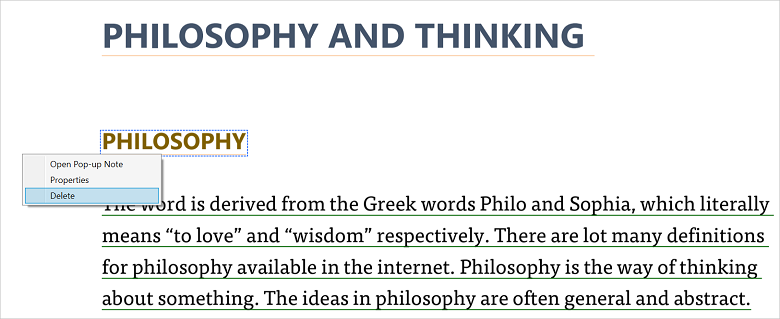 PHILOSOPHY AND THINKING
PHILOSOPHY
Open Pop-up Note
Properties
Delete
The word is derived from the Greek words Philo and Sophia, which literally
means “to love” and “wisdom” respectively. There are lot many definitions
for philosophy available in the internet. Philosophy is the way of thinking
about something. The ideas in philosophy are often general and abstract.